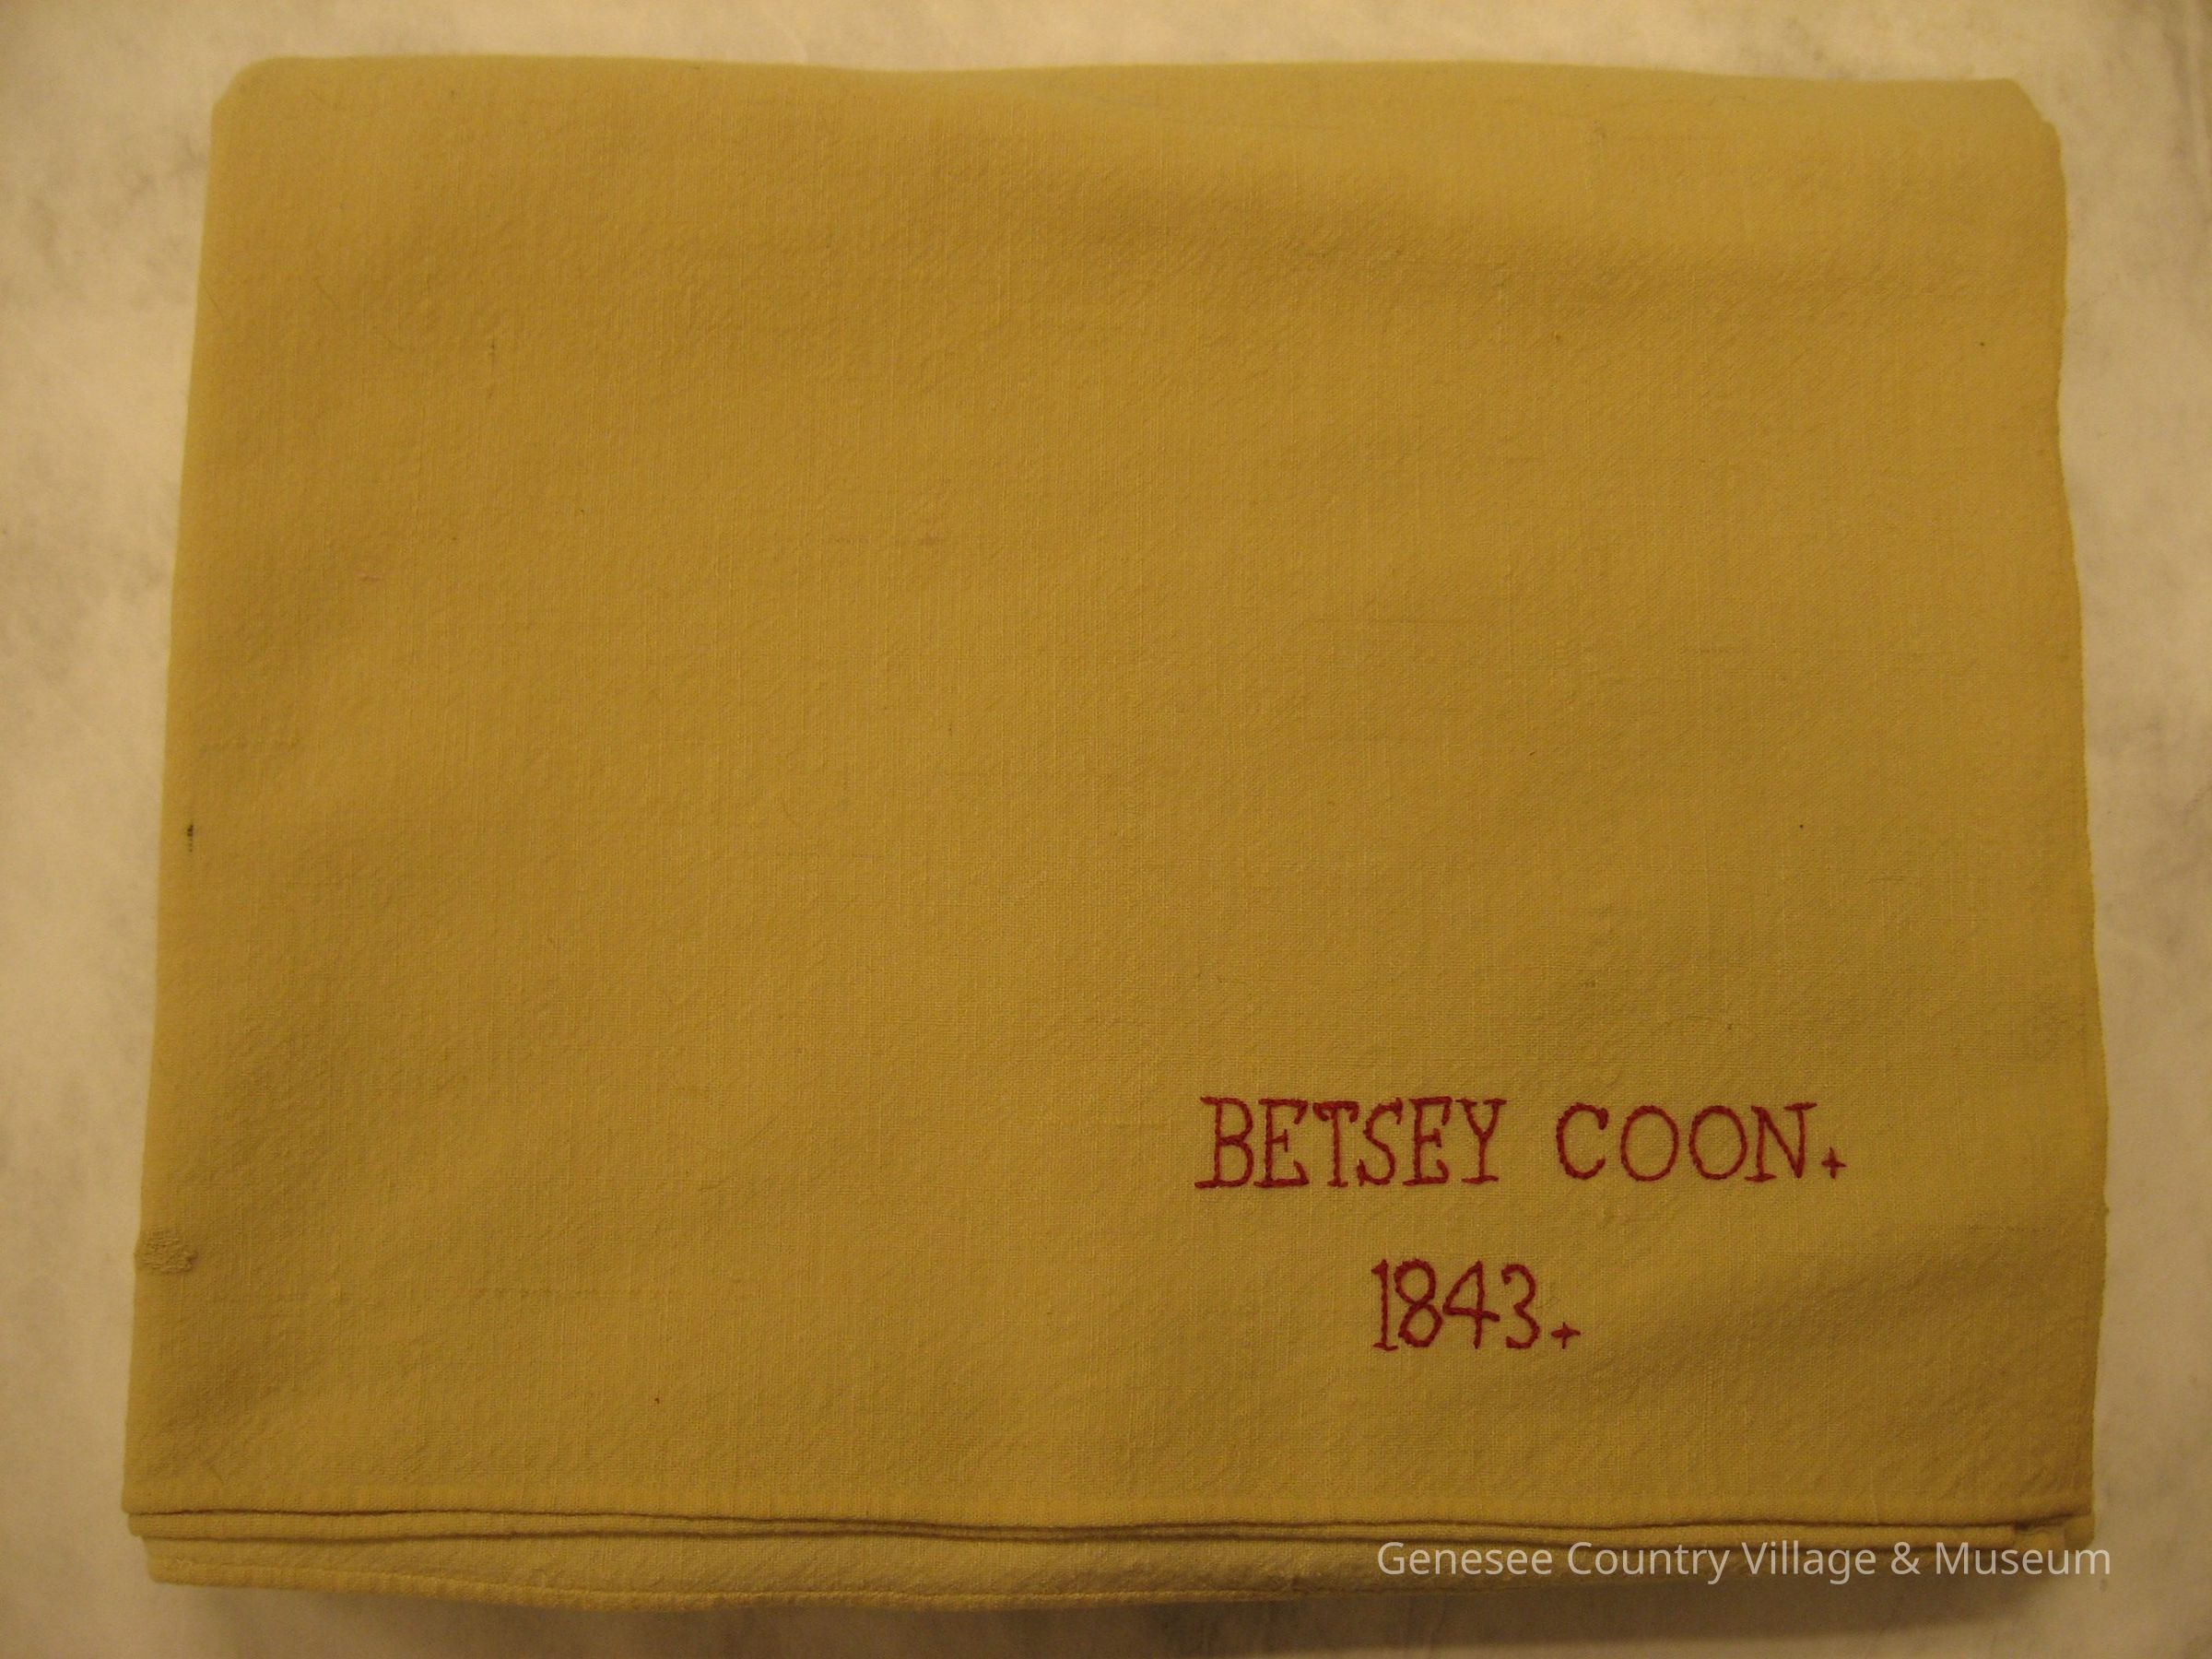 BETSEY COON.
1843.
Genesee Country Village & Museum